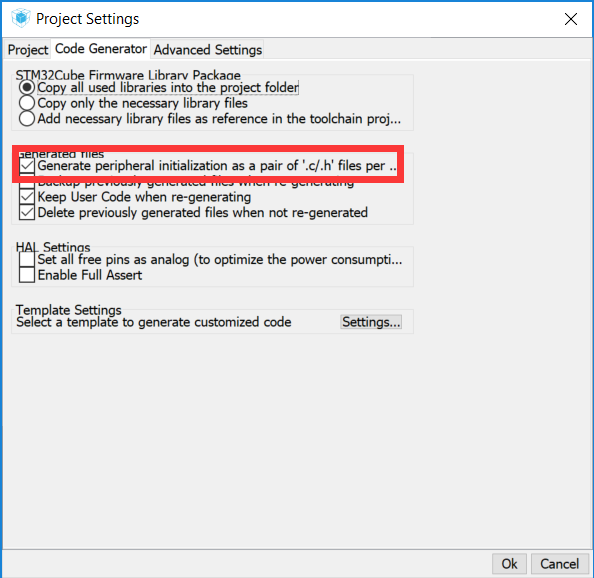 Project Settings
Project Code Generator Advanced Settings
STM32Cube Firmware Library Package
Copy all used libraries into the project folder
Copy only the necessary library files
Add necessary library files as reference in the toolchain proj...
Generated files
Generate peripheral initialization as a pair of '.c/.h' files per ...
Backup previously generated files when re-generating
Keep User Code when re-generating
Delete previously generated files when not re-generated
HAL Settings
Set all free pins as analog (to optimize the power consumpti...
Enable Full Assert
Template Settings
Select a template to generate customized code Settings...
Ok Cancel